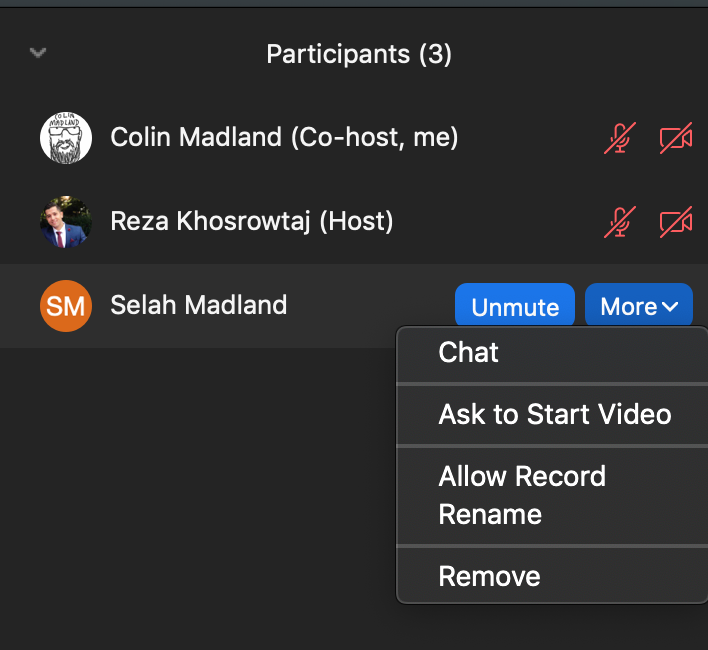 Participants (3)
COLIN
MADLAND
Colin Madland (Co-host, me)
Reza Khosrowtaj (Host)
SM
Selah Madland
Unmute
More
Chat
Ask to Start Video
Allow Record
Rename
Remove